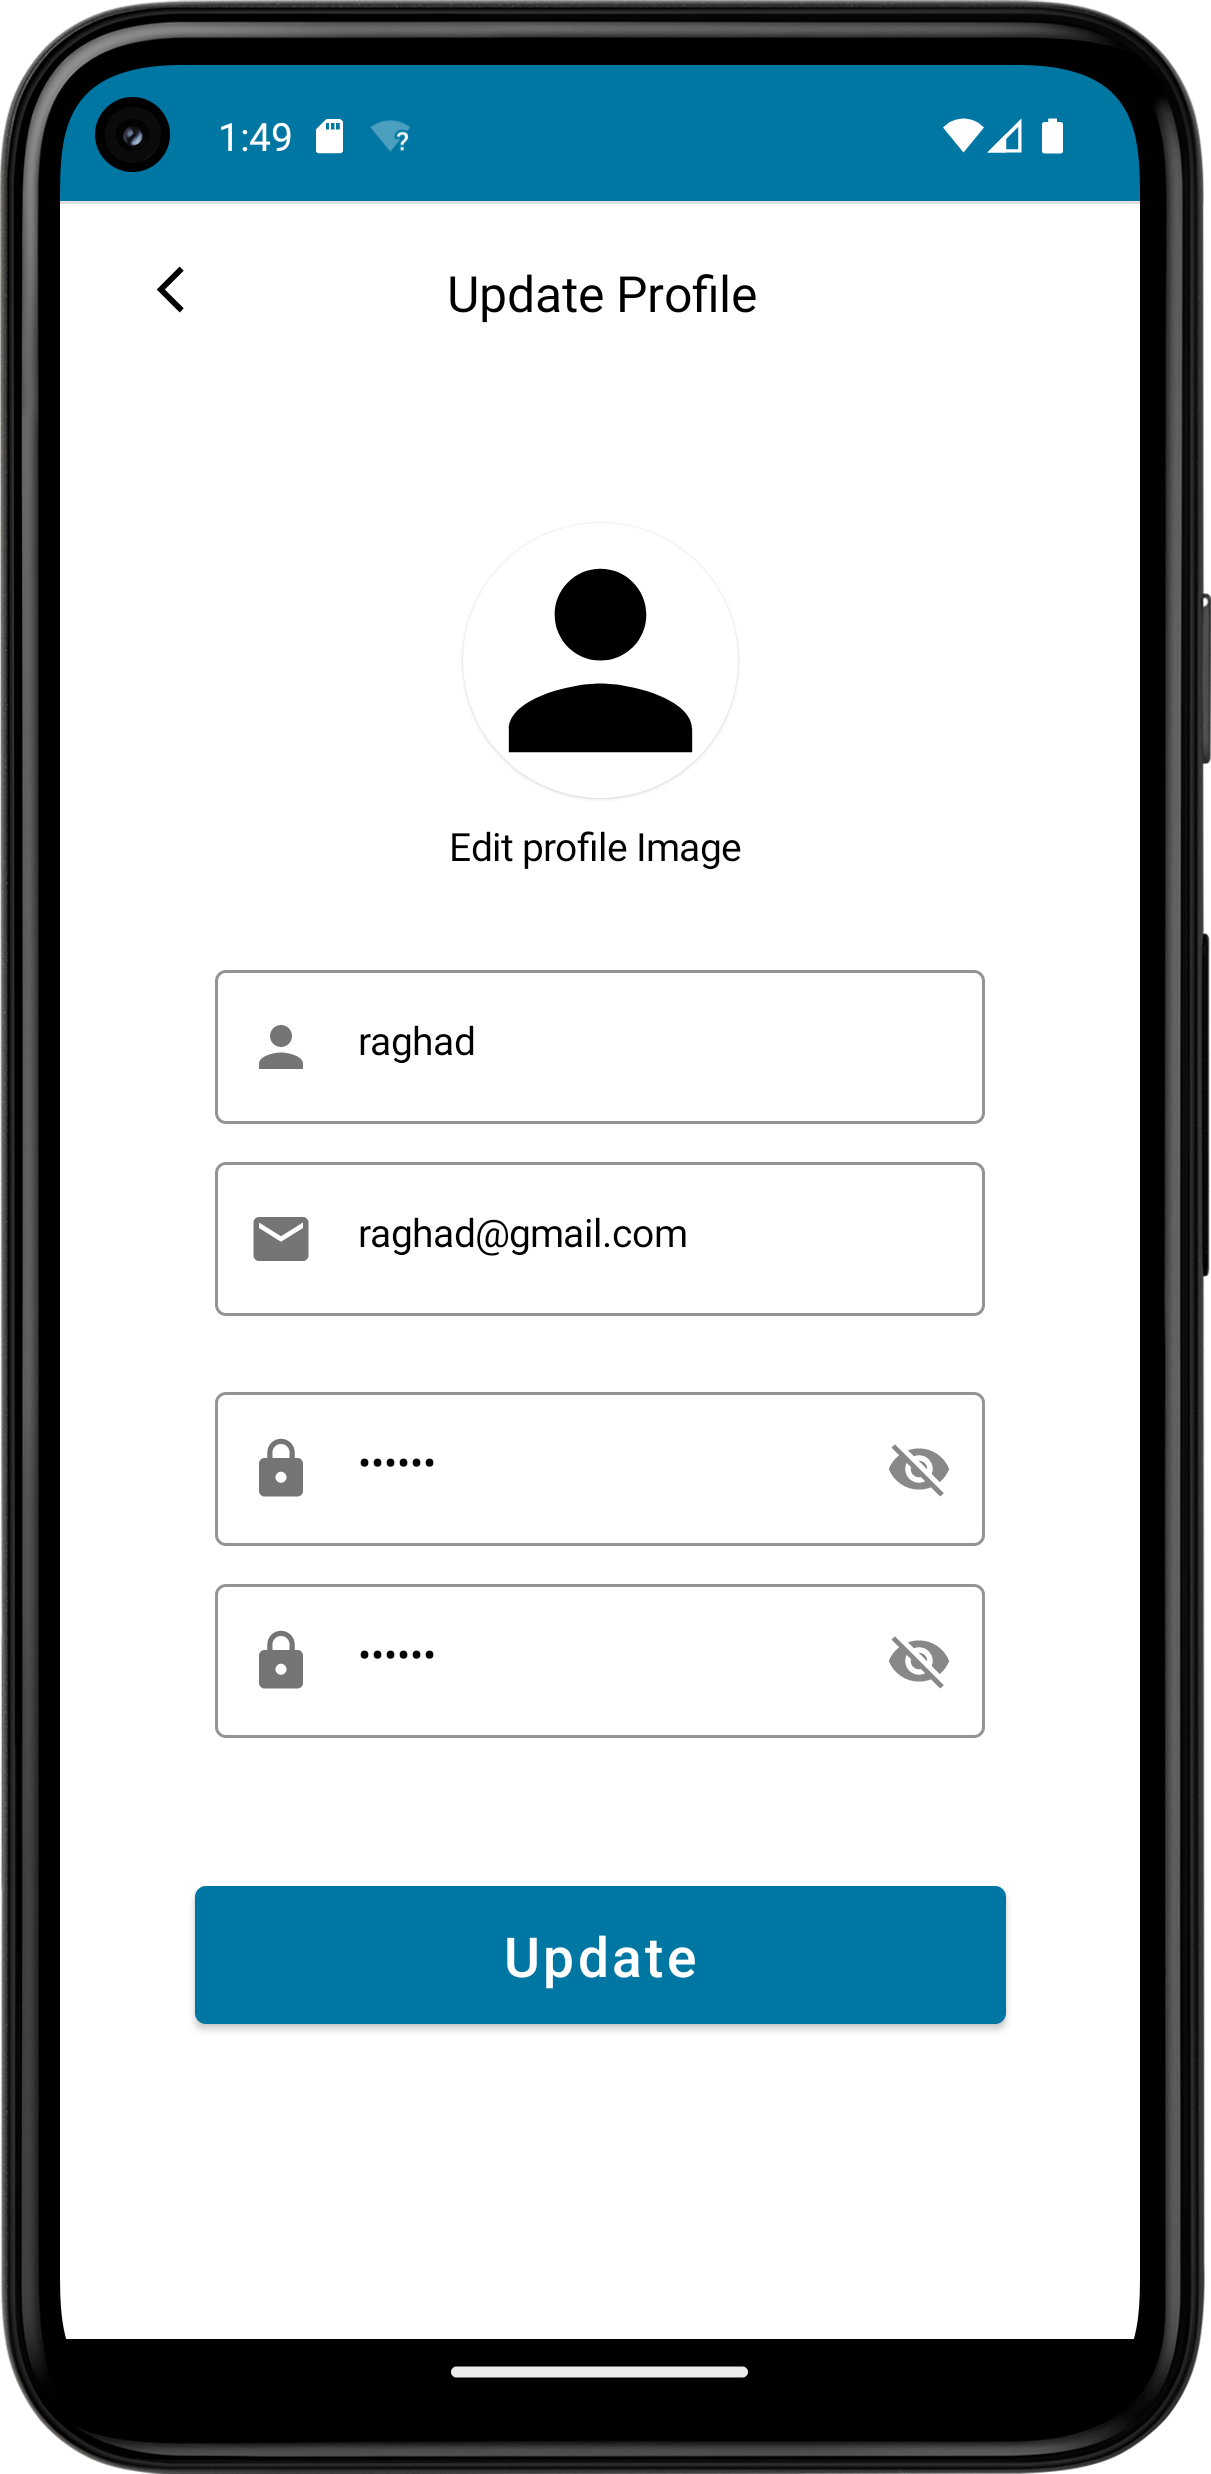 1:49
Update Profile
Edit profile Image
raghad
raghad@gmail.com
••••••
••••••
Update